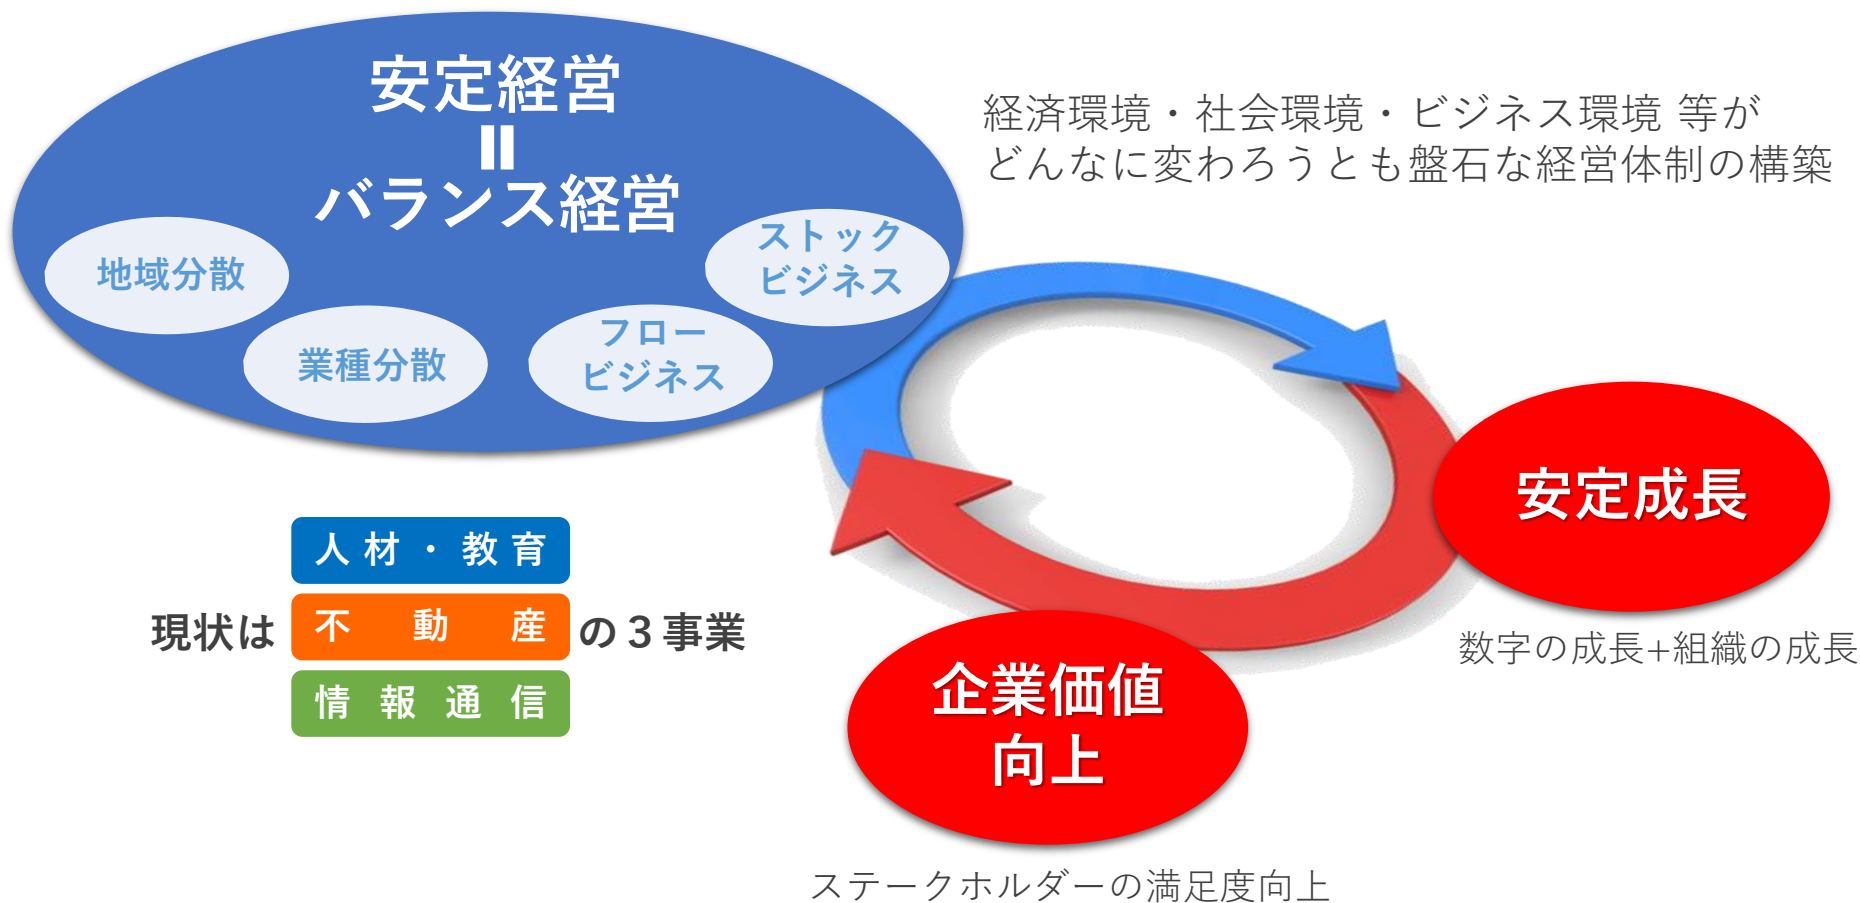 安定経営
=
バランス経営
地域分散
業種分散
フロー
ビジネス
ストック
ビジネス
経済環境・社会環境・ビジネス環境 等が
どんなに変わろうとも盤石な経営体制の構築
安定成長
数字の成長+組織の成長
企業価値
向上
ステークホルダーの満足度向上
人材・教育
現状は 不動産 の３事業
情報通信